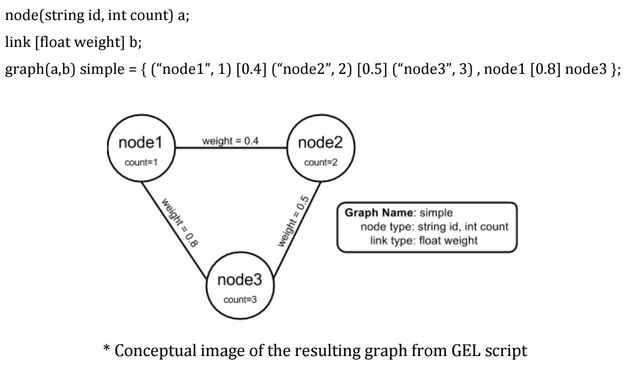 node(string id, int count) a;
link [float weight] b;
graph(a,b) simple = { (“node1”, 1) [0.4] (“node2”, 2) [0.5] (“node3”, 3) , node1 [0.8] node3 };
node1
count=1
weight = 0.4
node2
count=2
weight = 0.8
weight = 0.5
Graph Name: simple
node type: string id, int count
link type: float weight
node3
count=3
* Conceptual image of the resulting graph from GEL script